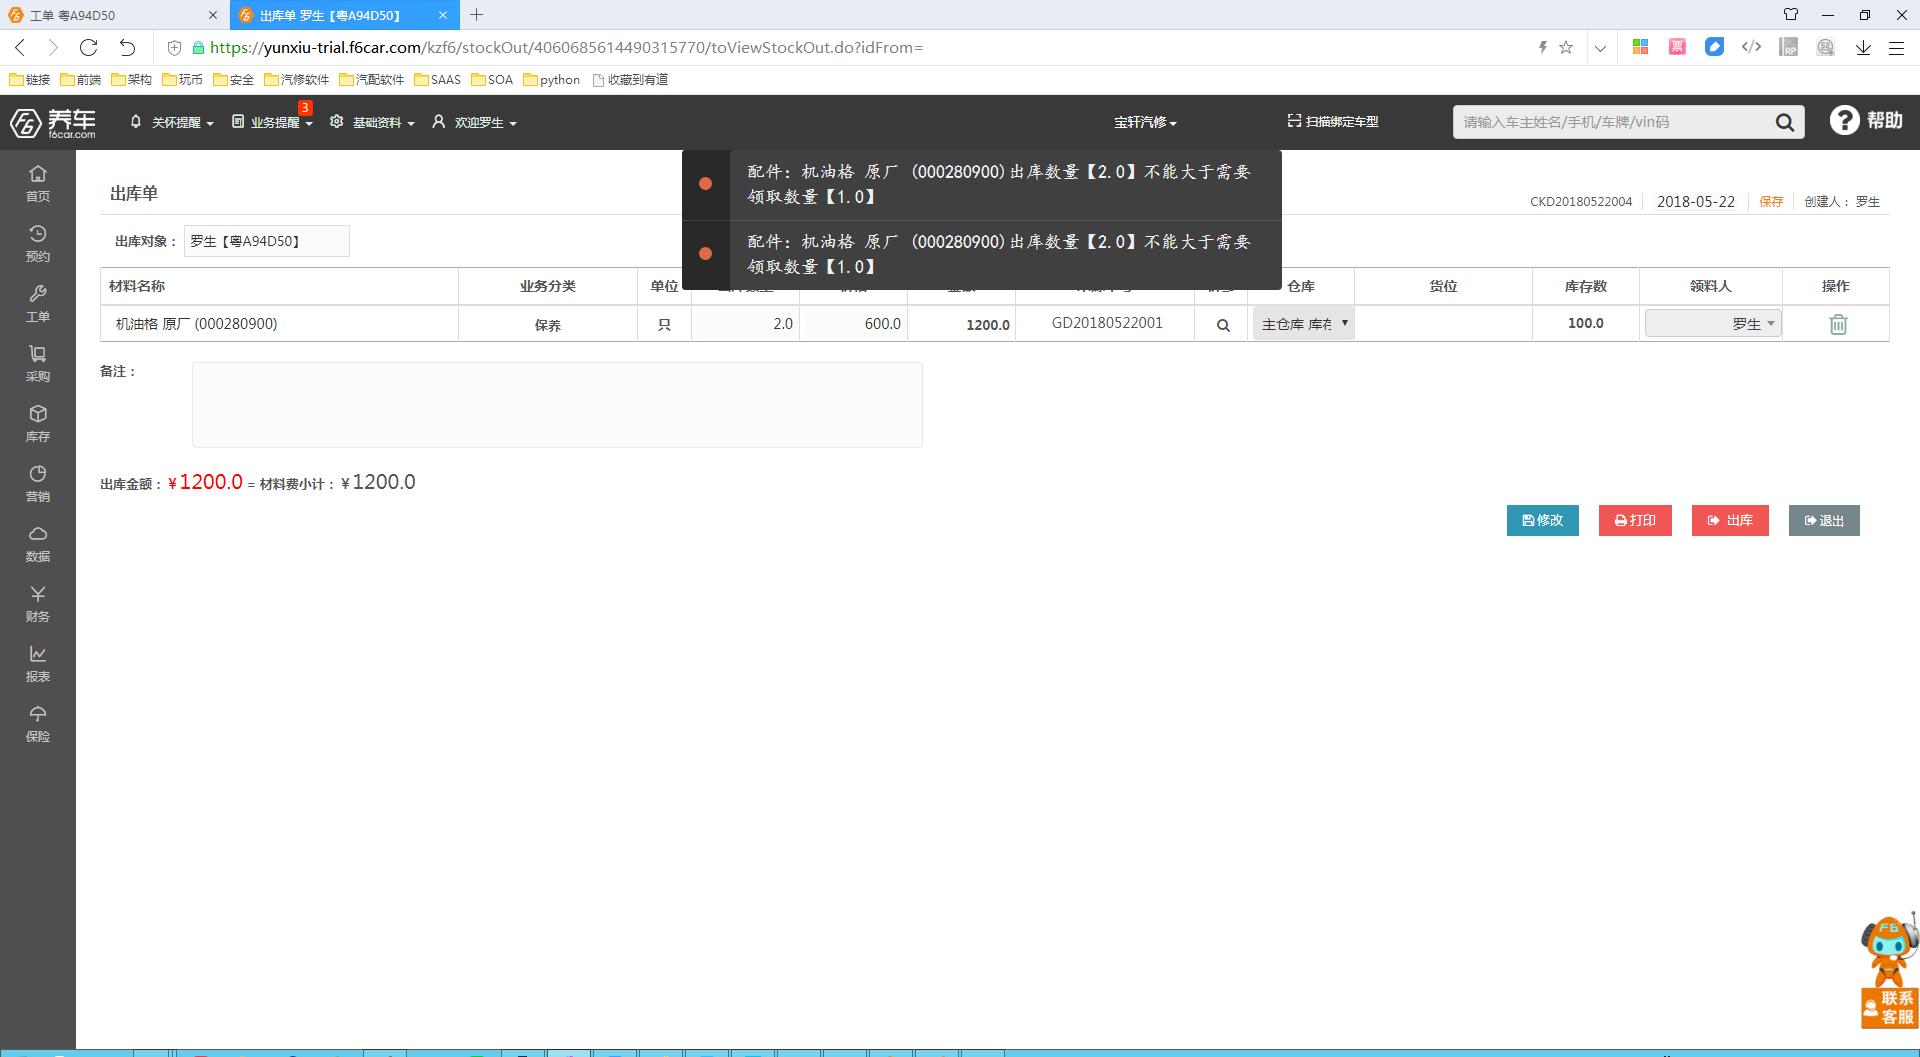 工单 粤A94D50
出库单 罗生【粤A94D50】
https://yunxiu-trial.f6car.com/kzf6/stockOut/4060685614490315770/toViewStockOut.do?idFrom=
链接 前端 架构 玩币 安全 汽修软件 汽配软件 SAAS SOA python 收藏到有道
养车
f6car.com
关怀提醒
业务提醒
3
基础资料
欢迎罗生
宝轩汽修
扫描绑定车型
请输入车主姓名/手机/车牌/vin码
帮助
首页
预约
工单
采购
库存
营销
数据
财务
报表
保险
配件: 机油格 原厂 (000280900)出库数量【2.0】不能大于需要
领取数量【1.0】
配件: 机油格 原厂 (000280900)出库数量【2.0】不能大于需要
领取数量【1.0】
出库单
CKD20180522004 2018-05-22 保存 创建人： 罗生
出库对象： 罗生【粤A94D50】
材料名称 业务分类 单位 仓库 货位 库存数 领料人 操作
机油格 原厂 (000280900) 保养 只 2.0 600.0 1200.0 GD20180522001 主仓库 库存 100.0 罗生
备注：
出库金额：¥1200.0 = 材料费小计：¥1200.0
修改 打印 出库 退出
F6
联系
客服